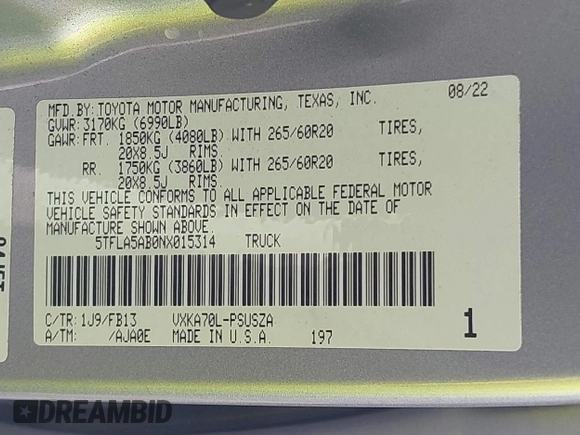 MFD.BY:TOYOTA MOTOR MANUFACTURING, TEXAS, INC. 08/22
GVWR:3170KG (6990LB)
GAWR:FRT. 1850KG (4080LB) WITH 265/60R20 TIRES,
20X8.5J RIMS.
RR. 1750KG (3860LB) WITH 265/60R20 TIRES,
20X8.5J RIMS.
THIS VEHICLE CONFORMS TO ALL APPLICABLE FEDERAL MOTOR
VEHICLE SAFETY STANDARDS IN EFFECT ON THE DATE OF
MANUFACTURE SHOWN ABOVE.
5TFLA5AB0NX015314 TRUCK
C/TR: 1J9/FB13 VXKA70L-PSUSZA
A/TM: /AJA0E MADE IN U.S.A. 197 1
DREAMBID